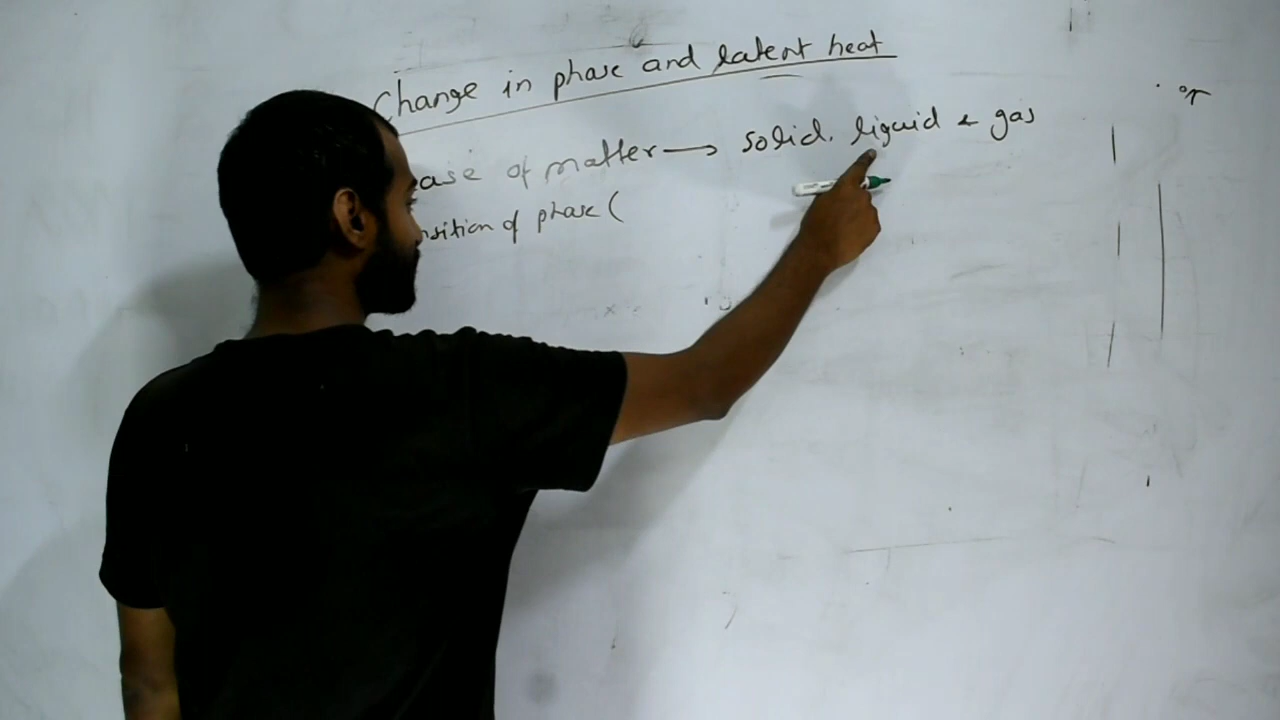 Change in phase and latent heat
ase of matter → solid. liquid & gas
nsition of phase (